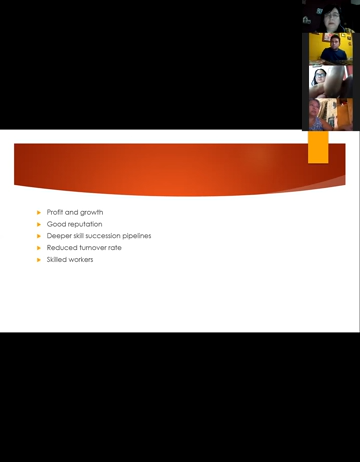 Profit and growth
Good reputation
Deeper skill succession pipelines
Reduced turnover rate
Skilled workers